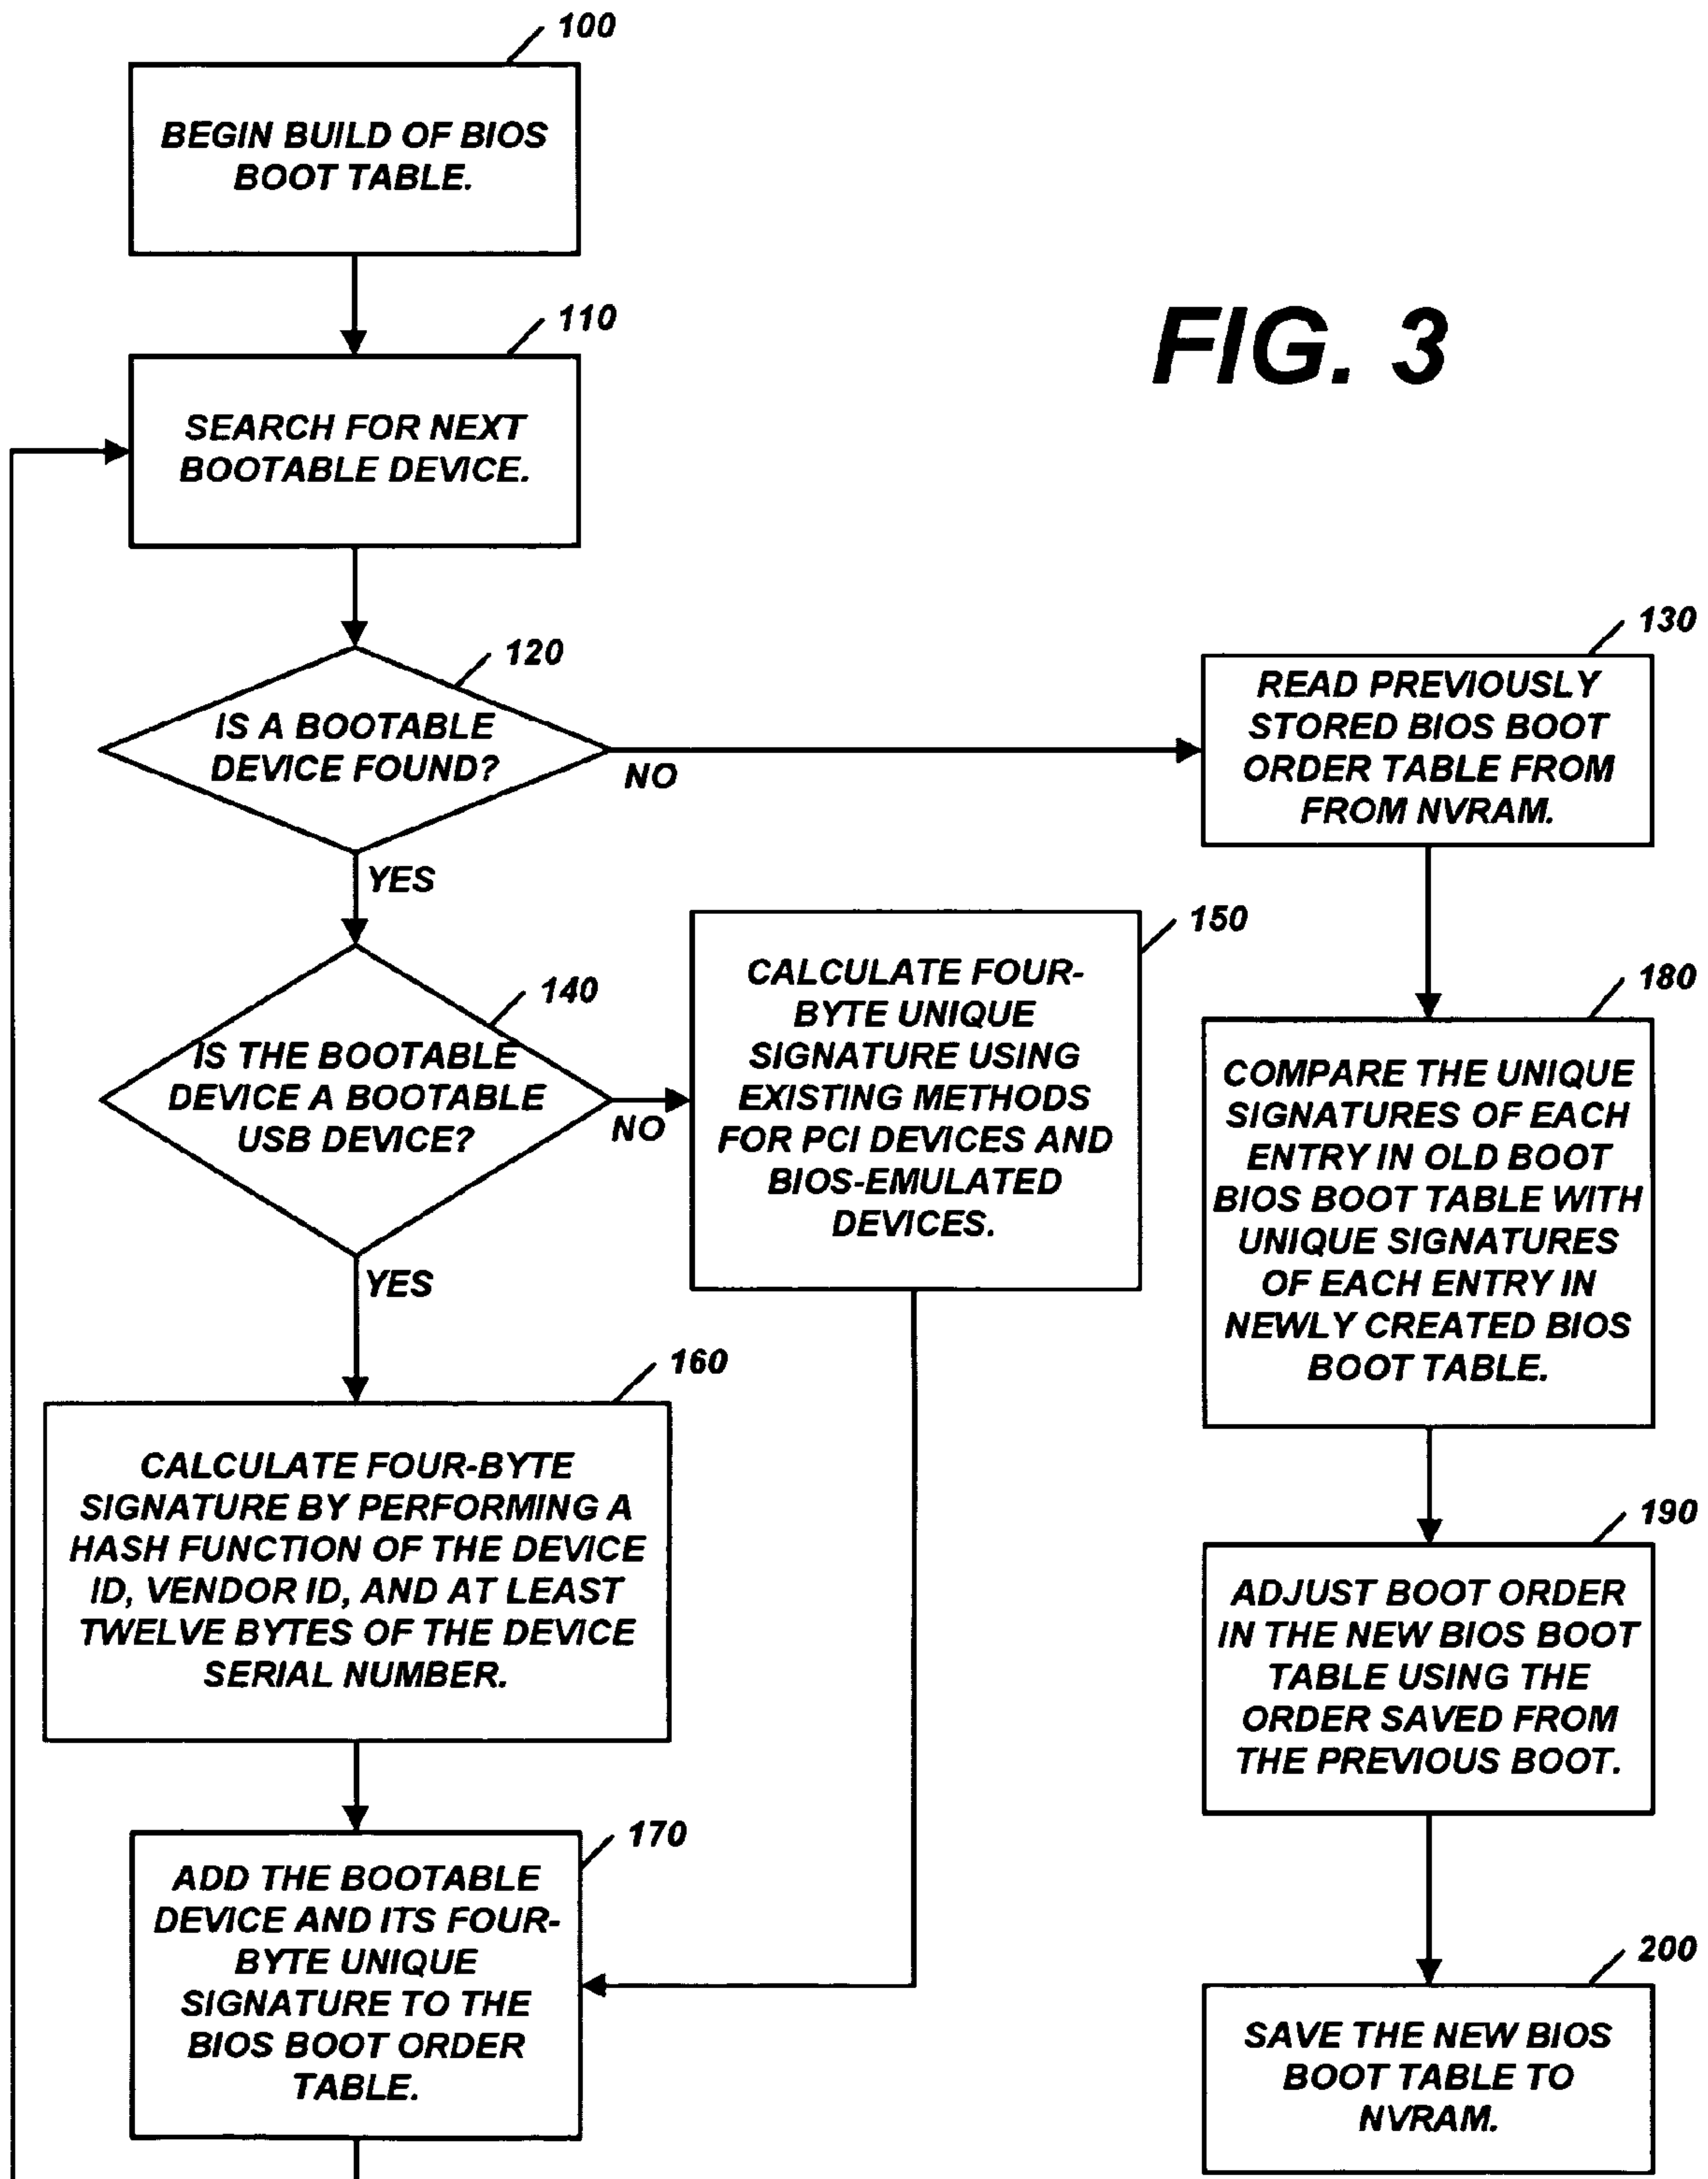 100
BEGIN BUILD OF BIOS
BOOT TABLE.
110
FIG. 3
SEARCH FOR NEXT
BOOTABLE DEVICE.
120
IS A BOOTABLE
DEVICE FOUND?
NO
YES
130
READ PREVIOUSLY
STORED BIOS BOOT
ORDER TABLE FROM
FROM NVRAM.
140
IS THE BOOTABLE
DEVICE A BOOTABLE
USB DEVICE?
NO
YES
150
CALCULATE FOUR-
BYTE UNIQUE
SIGNATURE USING
EXISTING METHODS
FOR PCI DEVICES AND
BIOS-EMULATED
DEVICES.
160
CALCULATE FOUR-BYTE
SIGNATURE BY PERFORMING A
HASH FUNCTION OF THE DEVICE
ID, VENDOR ID, AND AT LEAST
TWELVE BYTES OF THE DEVICE
SERIAL NUMBER.
170
ADD THE BOOTABLE
DEVICE AND ITS FOUR-
BYTE UNIQUE
SIGNATURE TO THE
BIOS BOOT ORDER
TABLE.
180
COMPARE THE UNIQUE
SIGNATURES OF EACH
ENTRY IN OLD BOOT
BIOS BOOT TABLE WITH
UNIQUE SIGNATURES
OF EACH ENTRY IN
NEWLY CREATED BIOS
BOOT TABLE.
190
ADJUST BOOT ORDER
IN THE NEW BIOS BOOT
TABLE USING THE
ORDER SAVED FROM
THE PREVIOUS BOOT.
200
SAVE THE NEW BIOS
BOOT TABLE TO
NVRAM.